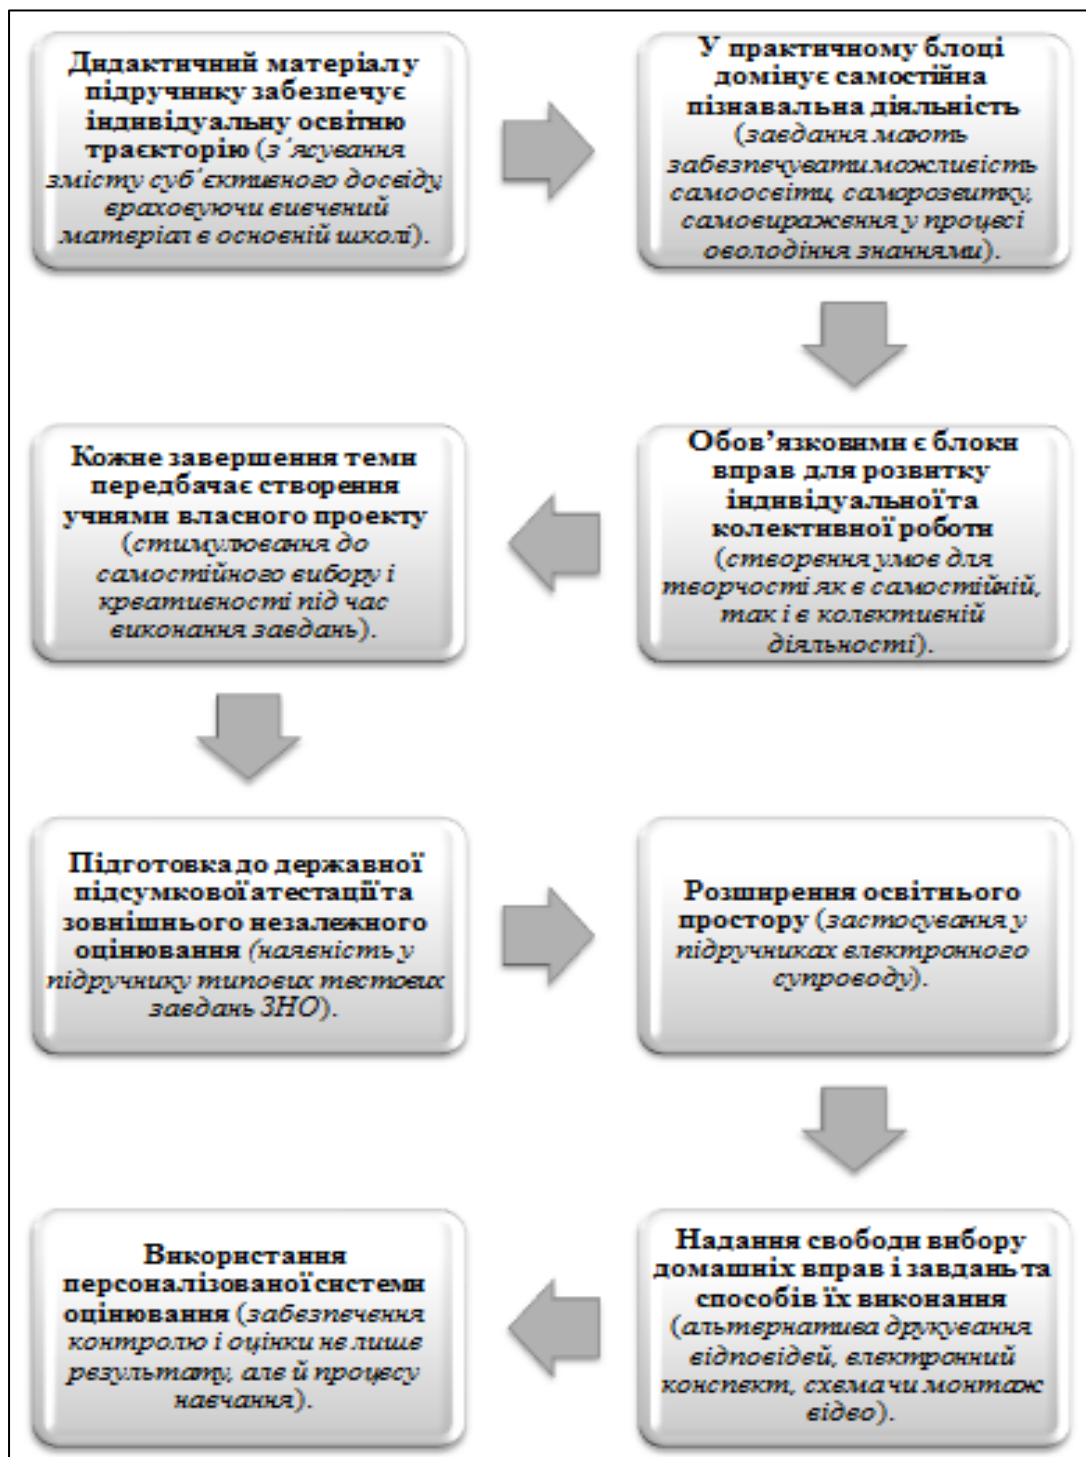 Дидактичний матеріал у
підручнику забезпечує
індивідуальну освітню
траєкторію (з´ясування
змісту суб´єктивного досвіду,
враховуючи вивчений
матеріал в основній школі).
У практичному блоці
домінує самостійна
пізнавальна діяльність
(завдання мають
забезпечувати можливість
самоосвіти, саморозвитку,
самовираження у процесі
оволодіння знаннями).
Обов’язковими є блоки
вправ для розвитку
індивідуальної та
колективної роботи
(створення умов для
творчості як в самостійній,
так і в колективній
діяльності).
Кожне завершення теми
передбачає створення
учнями власного проекту
(стимулювання до
самостійного вибору і
креативності під час
виконання завдань).
Підготовка до державної
підсумкової атестації та
зовнішнього незалежного
оцінювання (наявність у
підручнику типових тестових
завдань ЗНО).
Розширення освітнього
простору (застосування у
підручниках електронного
супроводу).
Надання свободи вибору
домашніх вправ і завдань та
способів їх виконання
(альтернатива друкування
відповідей, електронний
конспект, схема чи монтаж
відео).
Використання
персоналізованої системи
оцінювання (забезпечення
контролю і оцінки не лише
результату, але й процесу
навчання).